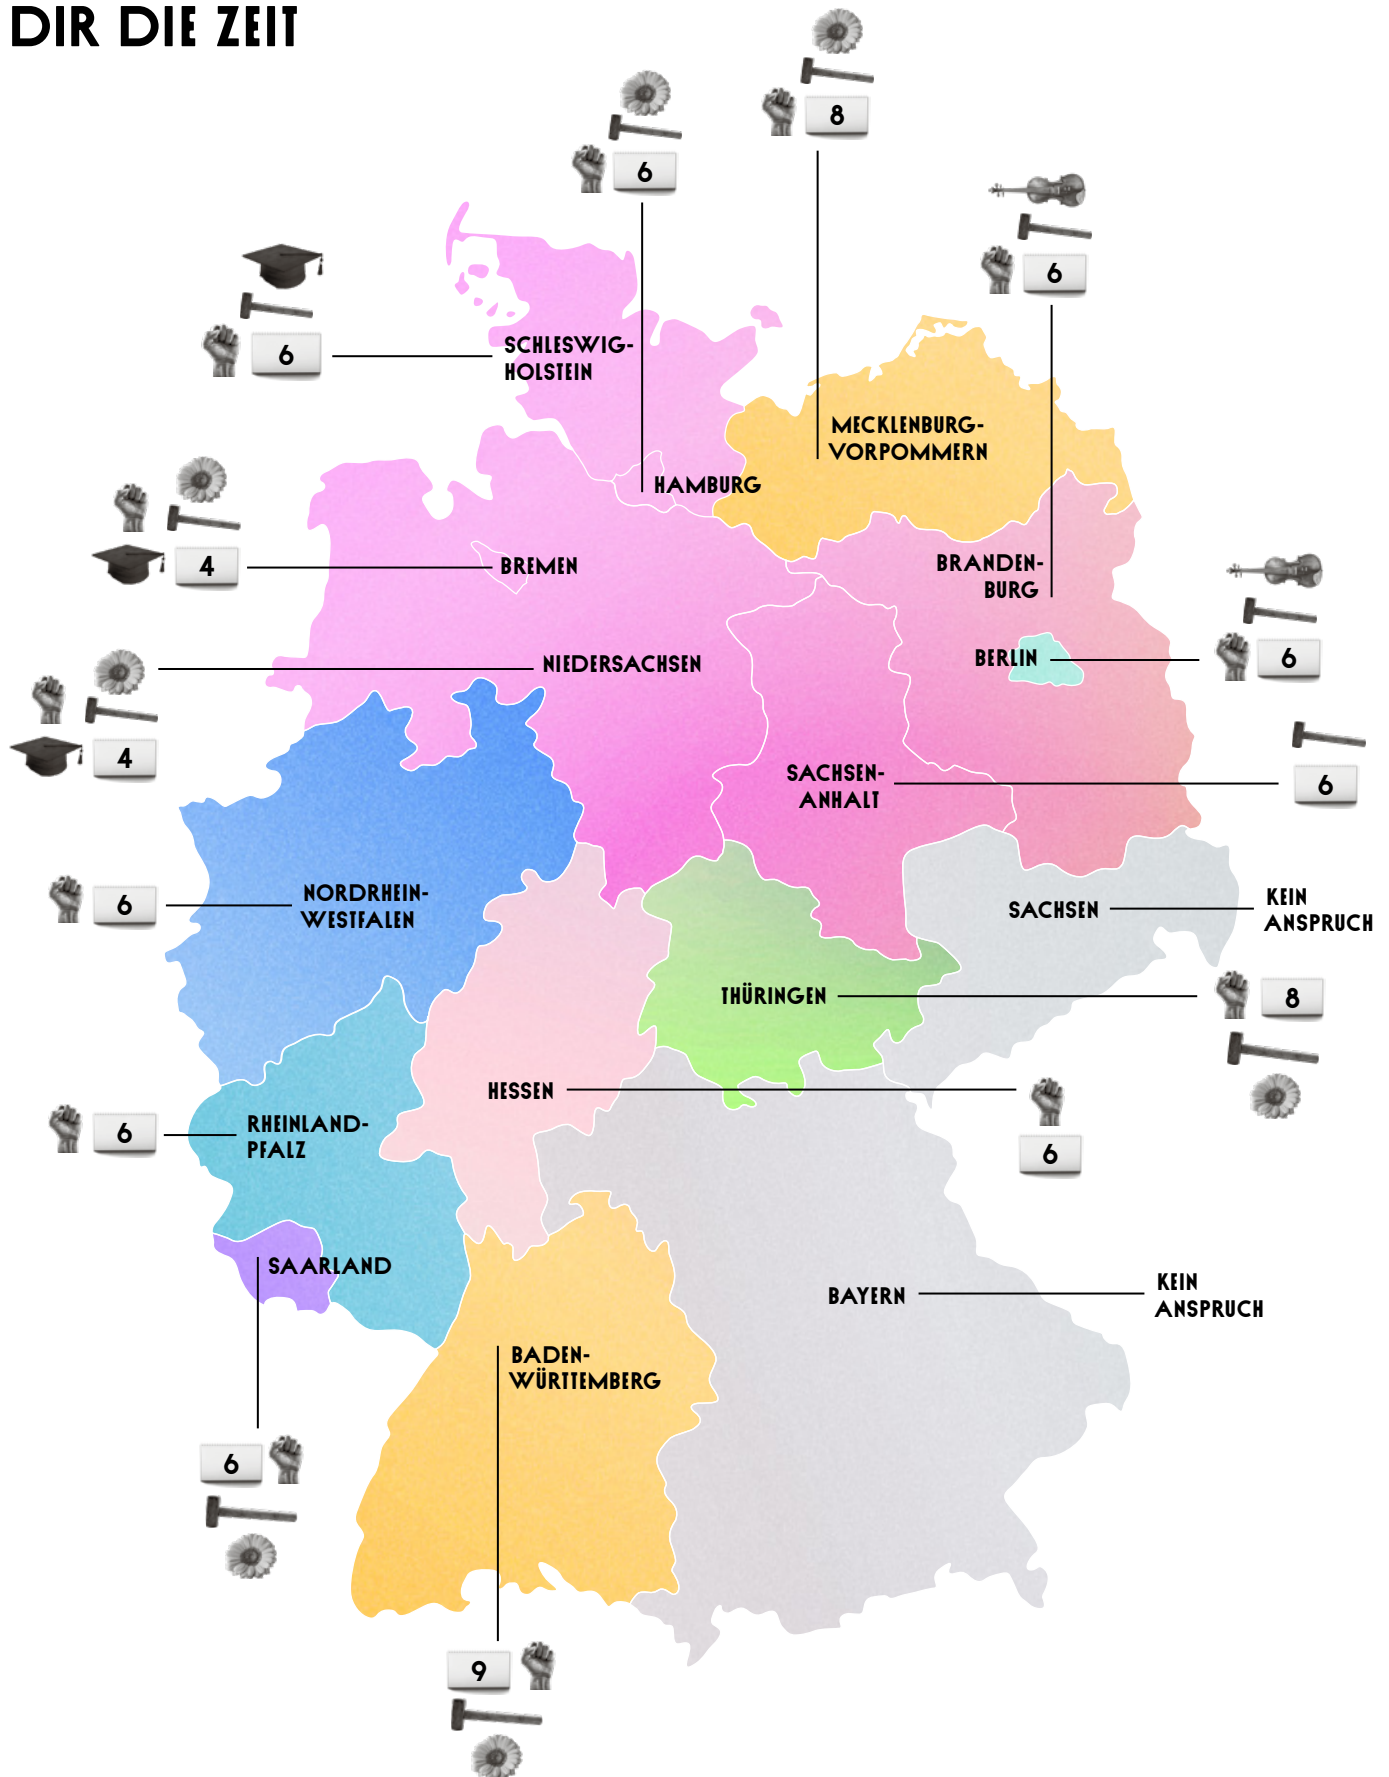 DIR DIE ZEIT
8
6
6
6
SCHLESWIG-
HOLSTEIN
MECKLENBURG-
VORPOMMERN
HAMBURG
4
BREMEN
BRANDEN-
BURG
BERLIN
6
NIEDERSACHSEN
4
SACHSEN-
ANHALT
6
6
NORDRHEIN-
WESTFALEN
SACHSEN
KEIN
ANSPRUCH
THÜRINGEN
8
HESSEN
6
6
RHEINLAND-
PFALZ
SAARLAND
BAYERN
KEIN
ANSPRUCH
BADEN-
WÜRTTEMBERG
6
9